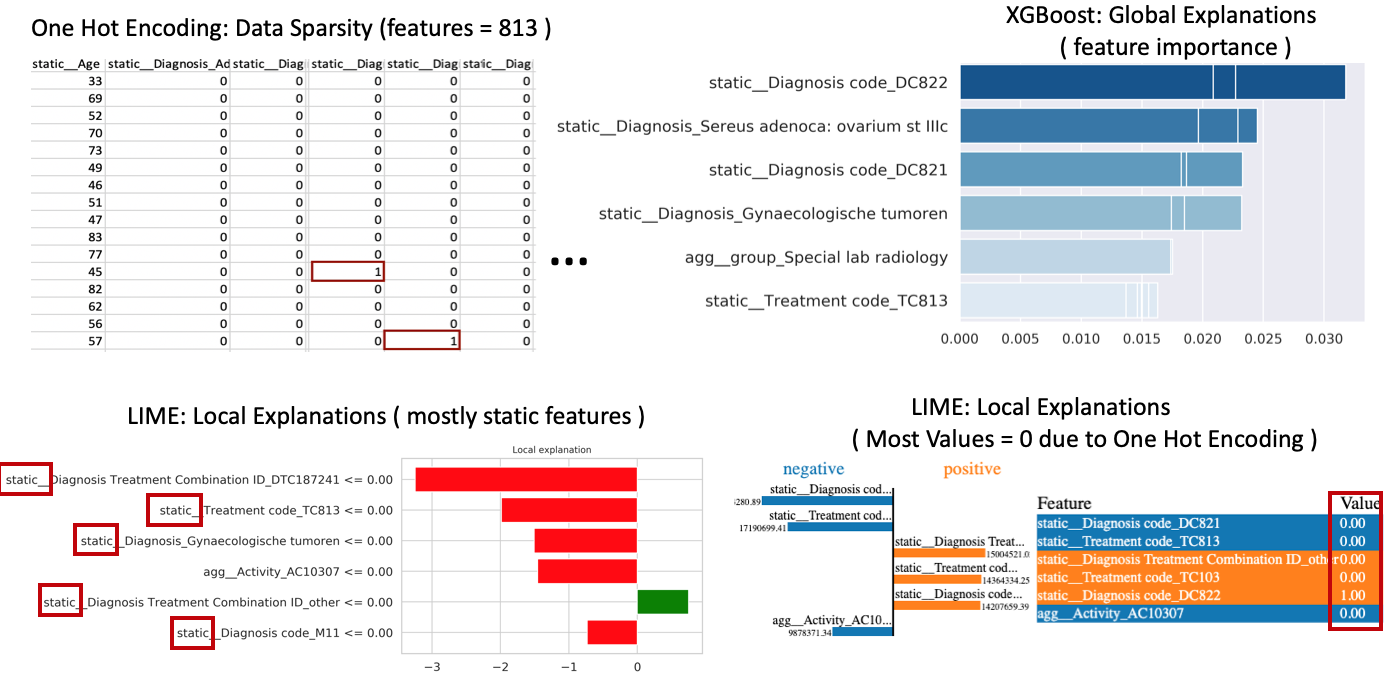 One Hot Encoding: Data Sparsity (features = 813 )
static__Age static__Diagnosis_Ad static__Diag static__Diag static__Diag static__Diag
33 0 0 0 0 0
69 0 0 0 0 0
52 0 0 0 0 0
70 0 0 0 0 0
73 0 0 0 0 0
49 0 0 0 0 0
46 0 0 0 0 0
51 0 0 0 0 0
47 0 0 0 0 0
83 0 0 0 0 0
77 0 0 0 0 0
45 0 0 1 0 0
82 0 0 0 0 0
62 0 0 0 0 0
56 0 0 0 0 0
57 0 0 0 1 0
...
XGBoost: Global Explanations
( feature importance )
static__Diagnosis code_DC822
static__Diagnosis_Sereus adenoca: ovarium st IIIc
static__Diagnosis code_DC821
static__Diagnosis_Gynaecologische tumoren
agg__group_Special lab radiology
static__Treatment code_TC813
0.000 0.005 0.010 0.015 0.020 0.025 0.030
LIME: Local Explanations ( mostly static features )
Local explanation
static__Diagnosis Treatment Combination ID_DTC187241 <= 0.00
static__Treatment code_TC813 <= 0.00
static__Diagnosis_Gynaecologische tumoren <= 0.00
agg__Activity_AC10307 <= 0.00
static__Diagnosis Treatment Combination ID_other <= 0.00
static__Diagnosis code_M11 <= 0.00
−3 −2 −1 0
LIME: Local Explanations
( Most Values = 0 due to One Hot Encoding )
negative positive
static__Diagnosis cod...
280.89
static__Treatment cod...
17190699.41
static__Diagnosis Treat...
15004521.0
static__Treatment cod...
14364334.25
static__Diagnosis code...
14207659.39
agg__Activity_AC10...
9878371.34
Feature Value
static__Diagnosis code_DC821 0.00
static__Treatment code_TC813 0.00
static__Diagnosis Treatment Combination ID_other 0.00
static__Treatment code_TC103 0.00
static__Diagnosis code_DC822 1.00
agg__Activity_AC10307 0.00